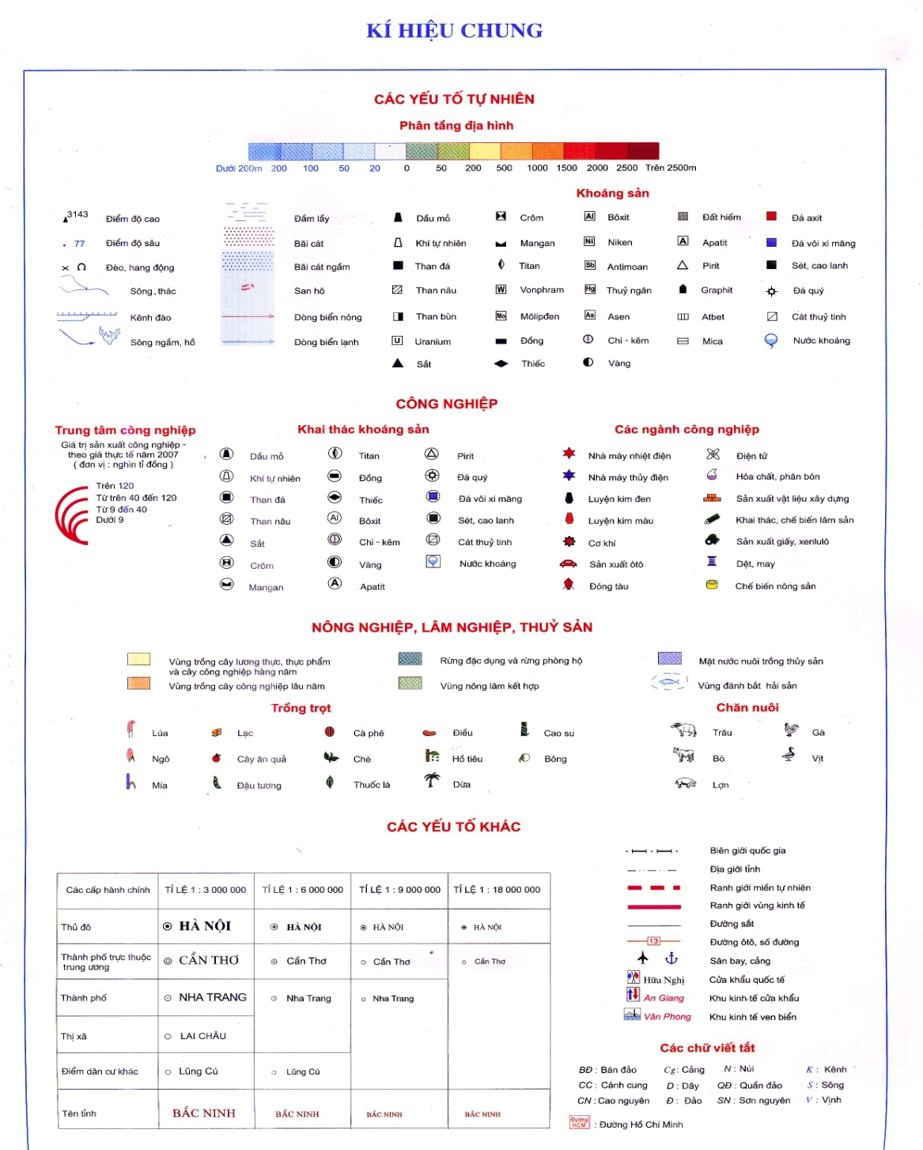 KÍ HIỆU CHUNG
CÁC YẾU TỐ TỰ NHIÊN
Phân tầng địa hình
Dưới 200m 200 100 50 20 0 50 200 500 1000 1500 2000 2500 Trên 2500m
Khoáng sản
3143 Điểm độ cao
77 Điểm độ sâu
Đèo, hang động
Sông, thác
Kênh đào
Sông ngầm, hồ
Đầm lầy
Bãi cát
Bãi cát ngầm
San hô
Dòng biển nóng
Dòng biển lạnh
Dầu mỏ
Khí tự nhiên
Than đá
Than nâu
Than bùn
U Uranium
Sắt
Crôm
Mangan
Titan
W Vonphram
Mo Môlipđen
Đồng
Thiếc
Al Bôxit
Ni Niken
Sb Antimoan
Hg Thuỷ ngân
As Asen
Chì - kẽm
Vàng
Đất hiếm
A Apatit
Pirit
Graphit
Atbet
Mica
Đá axit
Đá vôi xi măng
Sét, cao lanh
Đá quý
Cát thuỷ tinh
Nước khoáng
CÔNG NGHIỆP
Trung tâm công nghiệp
Giá trị sản xuất công nghiệp -
theo giá thực tế năm 2007
( đơn vị : nghìn tỉ đồng )
Trên 120
Từ trên 40 đến 120
Từ 9 đến 40
Dưới 9
Khai thác khoáng sản
Dầu mỏ
Khí tự nhiên
Than đá
Than nâu
Sắt
Crôm
Mangan
Titan
Đồng
Thiếc
Al Bôxit
Chì - kẽm
Vàng
A Apatit
Pirit
Đá quý
Đá vôi xi măng
Sét, cao lanh
Cát thuỷ tinh
Nước khoáng
Các ngành công nghiệp
Nhà máy nhiệt điện
Nhà máy thủy điện
Luyện kim đen
Luyện kim màu
Cơ khí
Sản xuất ôtô
Đóng tàu
Điện tử
Hóa chất, phân bón
Sản xuất vật liệu xây dựng
Khai thác, chế biến lâm sản
Sản xuất giấy, xenlulô
Dệt, may
Chế biến nông sản
NÔNG NGHIỆP, LÂM NGHIỆP, THUỶ SẢN
Vùng trồng cây lương thực, thực phẩm
và cây công nghiệp hàng năm
Vùng trồng cây công nghiệp lâu năm
Rừng đặc dụng và rừng phòng hộ
Vùng nông lâm kết hợp
Mặt nước nuôi trồng thủy sản
Vùng đánh bắt hải sản
Trồng trọt
Lúa
Ngô
Mía
Lạc
Cây ăn quả
Đậu tương
Cà phê
Chè
Thuốc lá
Điều
Hồ tiêu
Dừa
Cao su
Bông
Chăn nuôi
Trâu
Bò
Lợn
Gà
Vịt
CÁC YẾU TỐ KHÁC
Các cấp hành chính TỈ LỆ 1 : 3 000 000 TỈ LỆ 1 : 6 000 000 TỈ LỆ 1 : 9 000 000 TỈ LỆ 1 : 18 000 000
Thủ đô HÀ NỘI HÀ NỘI HÀ NỘI HÀ NỘI
Thành phố trực thuộc
trung ương CẦN THƠ Cần Thơ Cần Thơ Cần Thơ
Thành phố NHA TRANG Nha Trang Nha Trang
Thị xã LAI CHÂU
Điểm dân cư khác Lũng Cú Lũng Cú
Tên tỉnh BẮC NINH BẮC NINH BẮC NINH BẮC NINH
Biên giới quốc gia
Địa giới tỉnh
Ranh giới miền tự nhiên
Ranh giới vùng kinh tế
Đường sắt
13 Đường ôtô, số đường
Sân bay, cảng
Hữu Nghị Cửa khẩu quốc tế
An Giang Khu kinh tế cửa khẩu
Vân Phong Khu kinh tế ven biển
Các chữ viết tắt
BĐ : Bán đảo Cg : Cảng N : Núi K : Kênh
CC : Cánh cung D : Dãy QĐ : Quần đảo S : Sông
CN : Cao nguyên Đ : Đảo SN : Sơn nguyên V : Vịnh
Đường
HCM : Đường Hồ Chí Minh